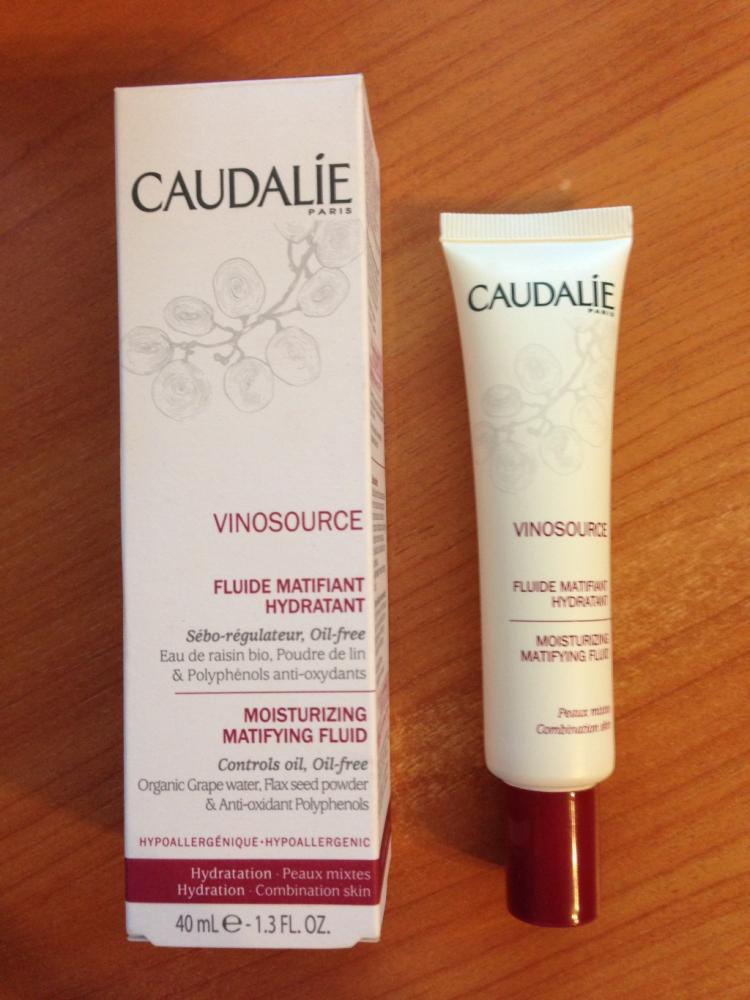 CAUDALÍE
PARIS
VINOSOURCE
FLUIDE MATIFIANT
HYDRATANT
Sébo-régulateur, Oil-free
Eau de raisin bio, Poudre de lin
& Polyphénols anti-oxydants
MOISTURIZING
MATIFYING FLUID
Controls oil, Oil-free
Organic Grape water, Flax seed powder
& Anti-oxidant Polyphenols
HYPOALLERGÉNIQUE•HYPOALLERGENIC
Hydratation · Peaux mixtes
Hydration · Combination skin
40 mL ℮ - 1.3 FL. OZ.
CAUDALÍE
PARIS
VINOSOURCE
FLUIDE MATIFIANT
HYDRATANT
MOISTURIZING
MATIFYING FLUID
Peaux mixtes
Combination skin